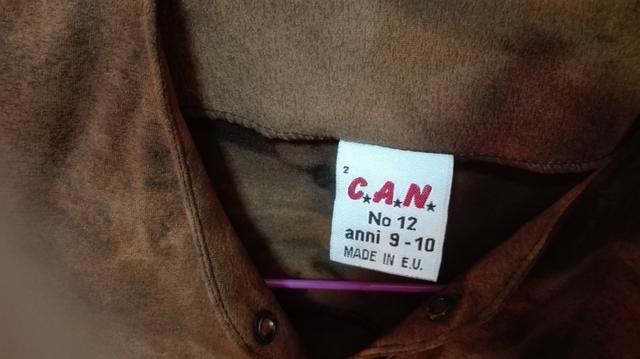 2
C.A.N.
No 12
anni 9-10
MADE IN E.U.